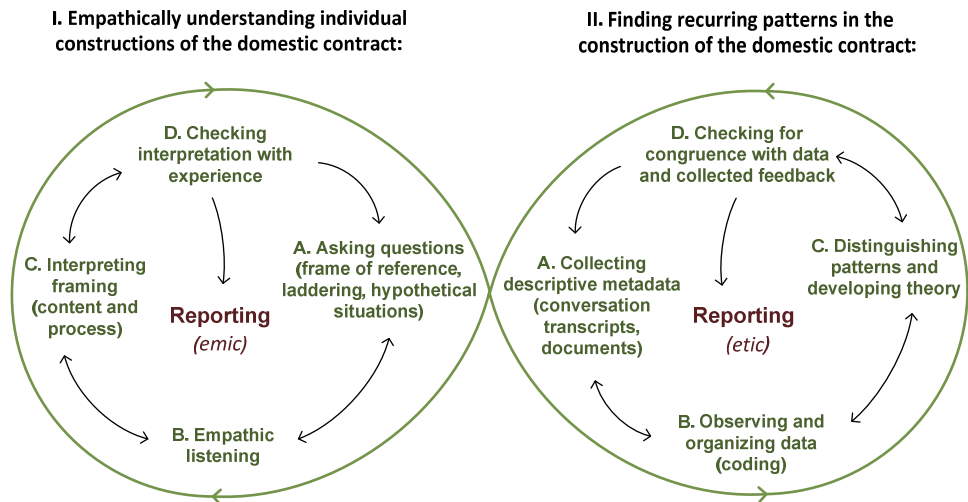 I. Empathically understanding individual
constructions of the domestic contract:
D. Checking
interpretation with
experience
A. Asking questions
(frame of reference,
laddering, hypothetical
situations)
C. Interpreting
framing
(content and
process)
Reporting
(emic)
B. Empathic
listening
II. Finding recurring patterns in the
construction of the domestic contract:
D. Checking for
congruence with data
and collected feedback
A. Collecting
descriptive metadata
(conversation
transcripts,
documents)
C. Distinguishing
patterns and
developing theory
Reporting
(etic)
B. Observing and
organizing data
(coding)